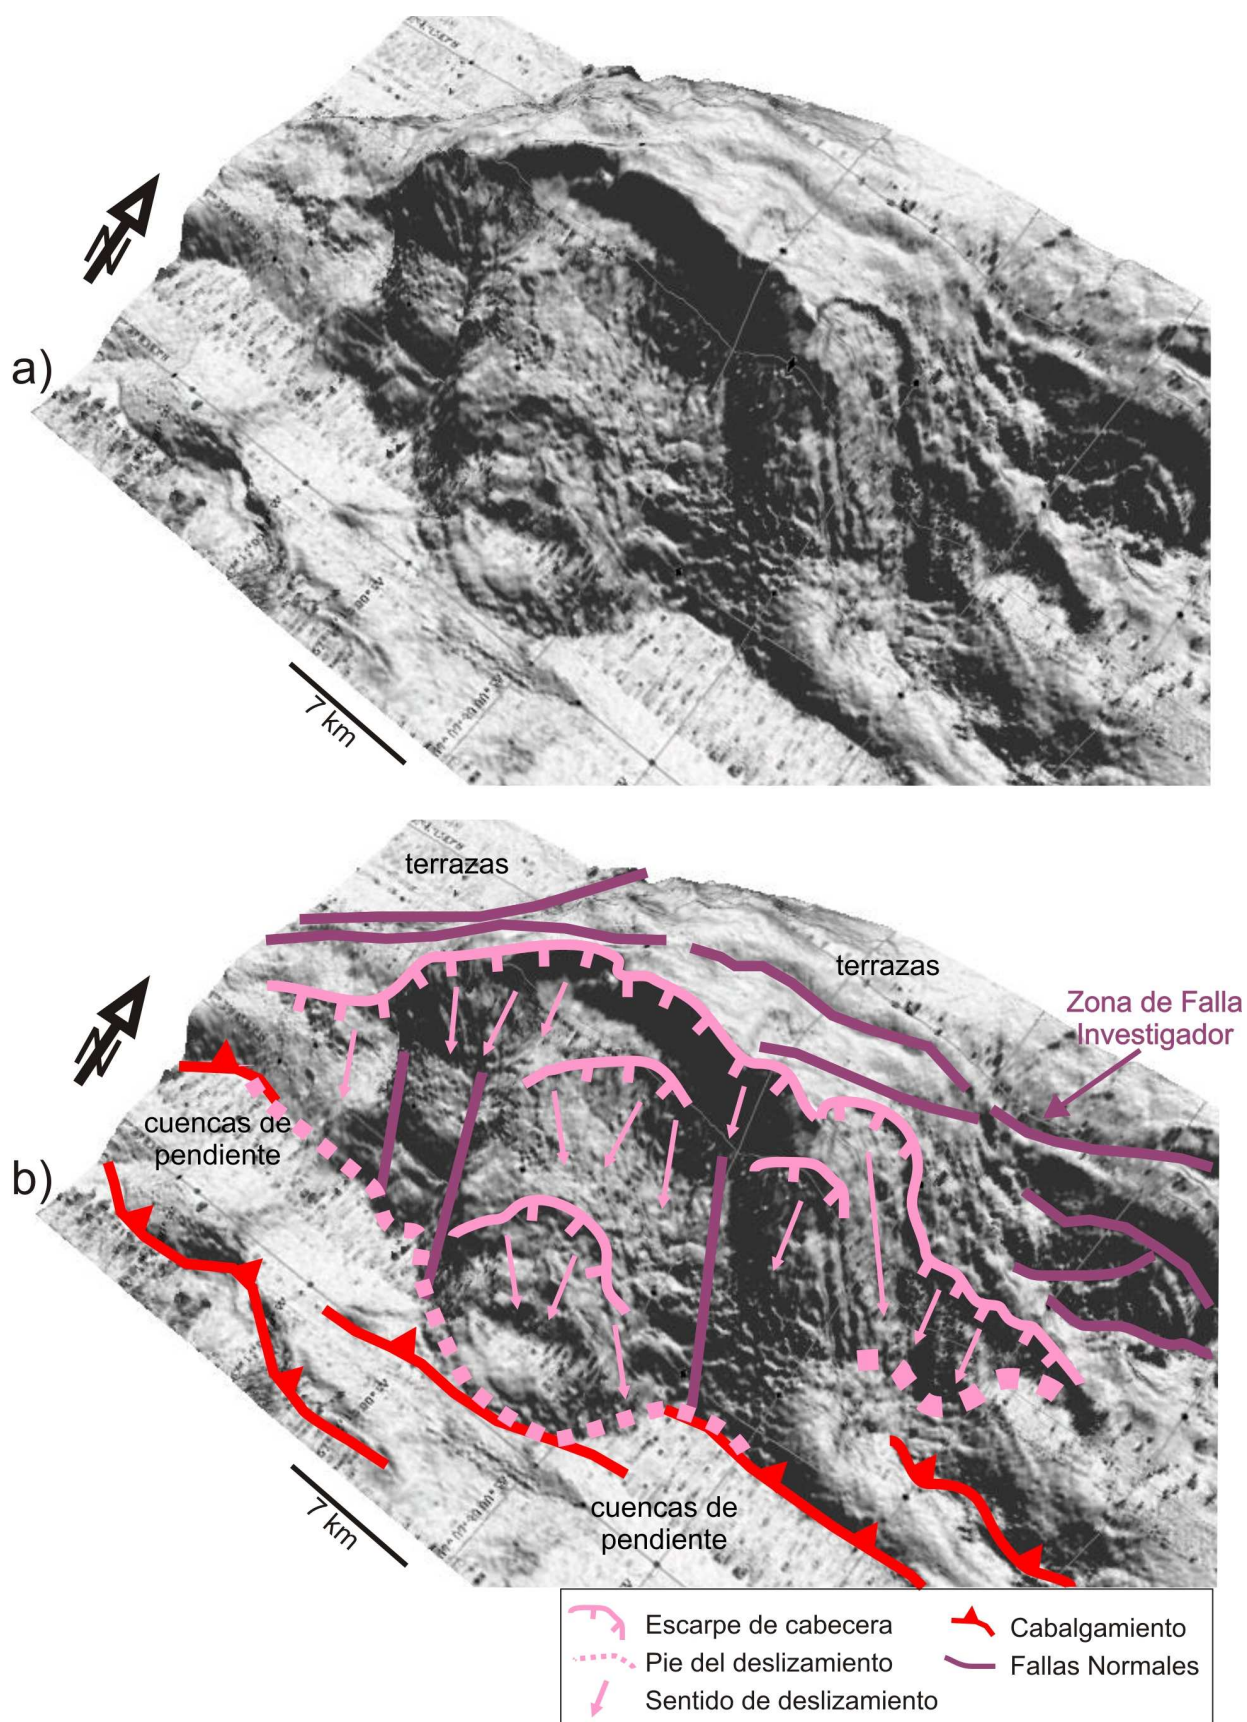 N
a)
7 km
terrazas
terrazas
Zona de Falla
Investigador
N
cuencas de
pendiente
b)
7 km
cuencas de
pendiente
Escarpe de cabecera
Pie del deslizamiento
Sentido de deslizamiento
Cabalgamiento
Fallas Normales